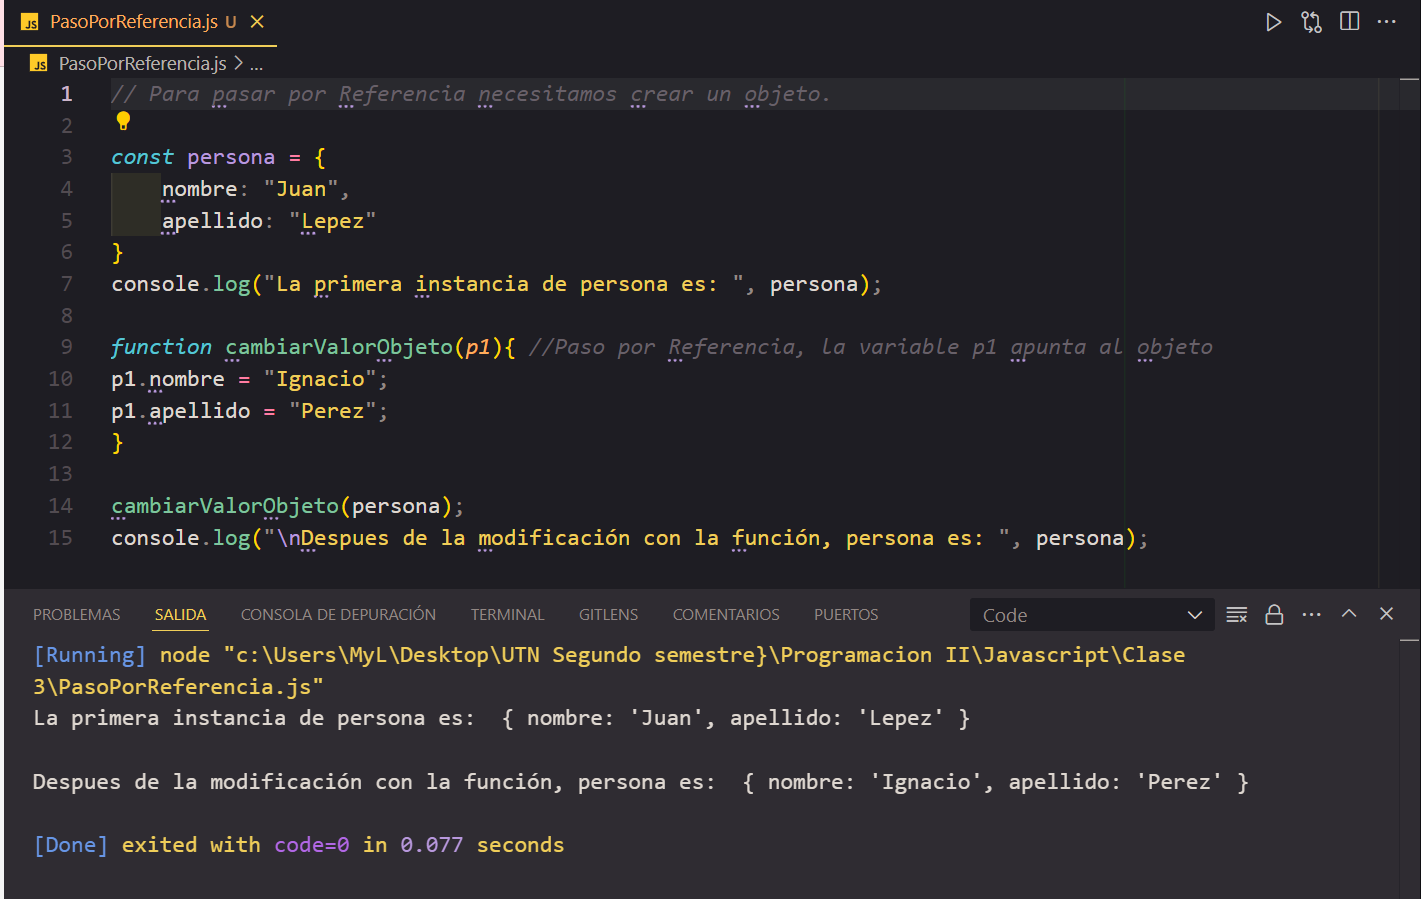 PasoPorReferencia.js U
PasoPorReferencia.js > ...
1 // Para pasar por Referencia necesitamos crear un objeto.
2
3 const persona = {
4 nombre: "Juan",
5 apellido: "Lepez"
6 }
7 console.log("La primera instancia de persona es: ", persona);
8
9 function cambiarValorObjeto(p1){ //Paso por Referencia, la variable p1 apunta al objeto
10 p1.nombre = "Ignacio";
11 p1.apellido = "Perez";
12 }
13
14 cambiarValorObjeto(persona);
15 console.log("\nDespues de la modificación con la función, persona es: ", persona);
PROBLEMAS SALIDA CONSOLA DE DEPURACIÓN TERMINAL GITLENS COMENTARIOS PUERTOS Code
[Running] node "c:\Users\MyL\Desktop\UTN Segundo semestre}\Programacion II\Javascript\Clase
3\PasoPorReferencia.js"
La primera instancia de persona es:  { nombre: 'Juan', apellido: 'Lepez' }
Despues de la modificación con la función, persona es:  { nombre: 'Ignacio', apellido: 'Perez' }
[Done] exited with code=0 in 0.077 seconds